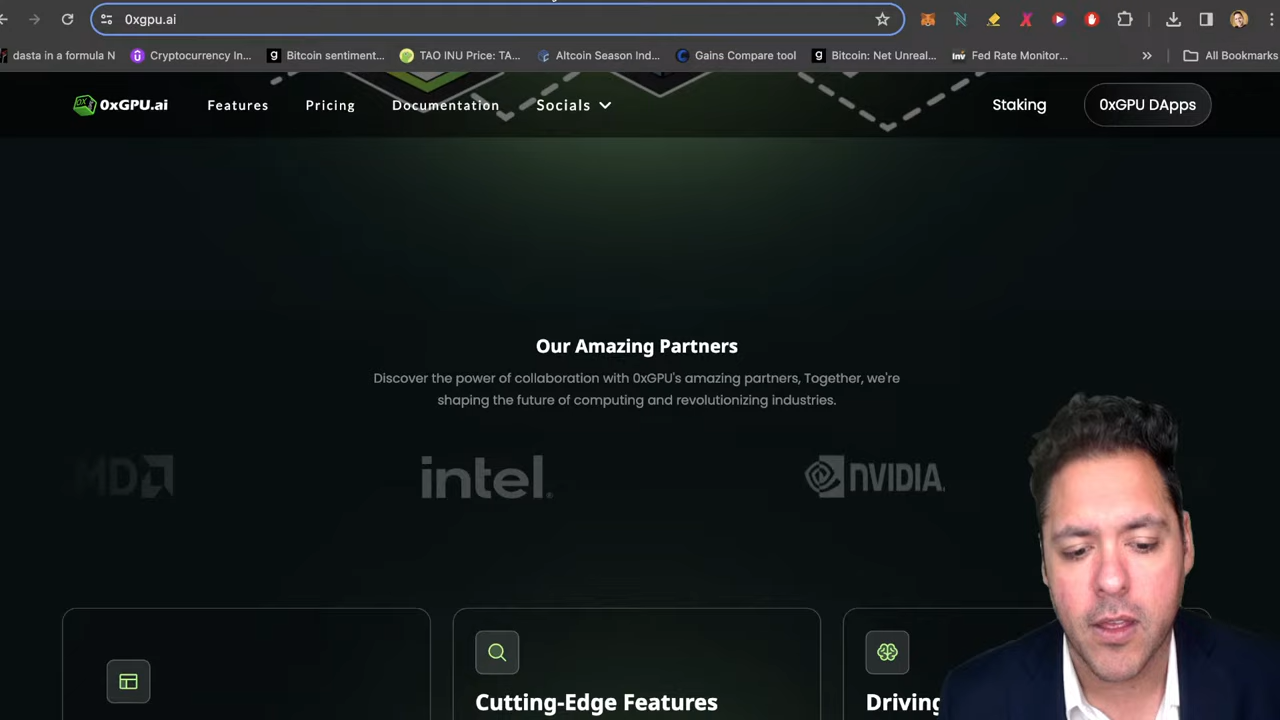 0xgpu.ai
dasta in a formula N
Cryptocurrency In...
Bitcoin sentiment...
TAO INU Price: TA...
Altcoin Season Ind...
Gains Compare tool
Bitcoin: Net Unreal...
Fed Rate Monitor...
»
All Bookmarks
0xGPU.ai
Features
Pricing
Documentation
Socials
Staking
0xGPU DApps
Our Amazing Partners
Discover the power of collaboration with 0xGPU's amazing partners, Together, we're
shaping the future of computing and revolutionizing industries.
MD
intel.
NVIDIA.
Cutting-Edge Features
Driving